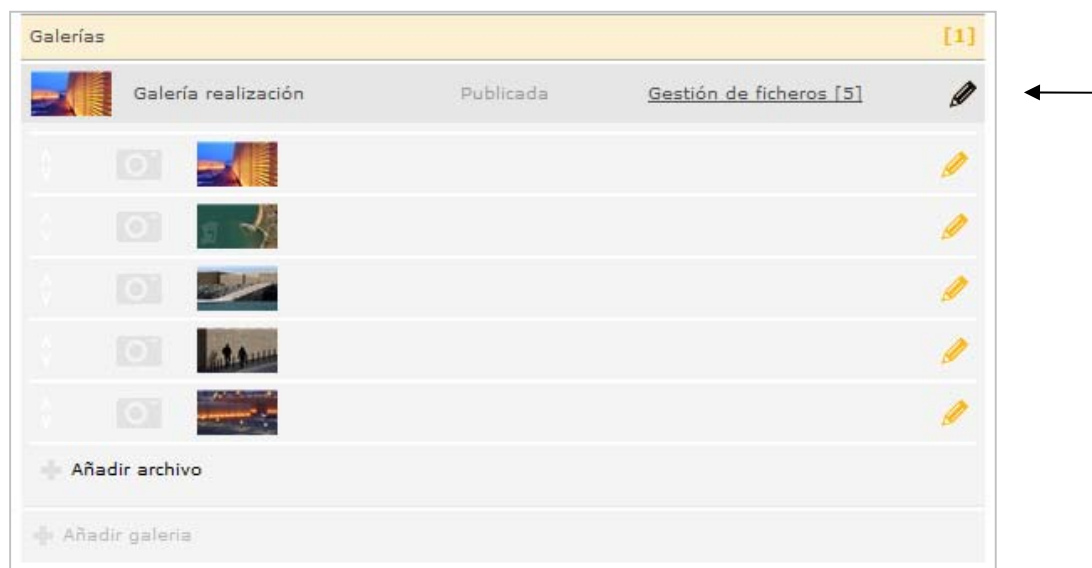 Galerías [1]
Galería realización Publicada Gestión de ficheros [5]
Añadir archivo
Añadir galeria